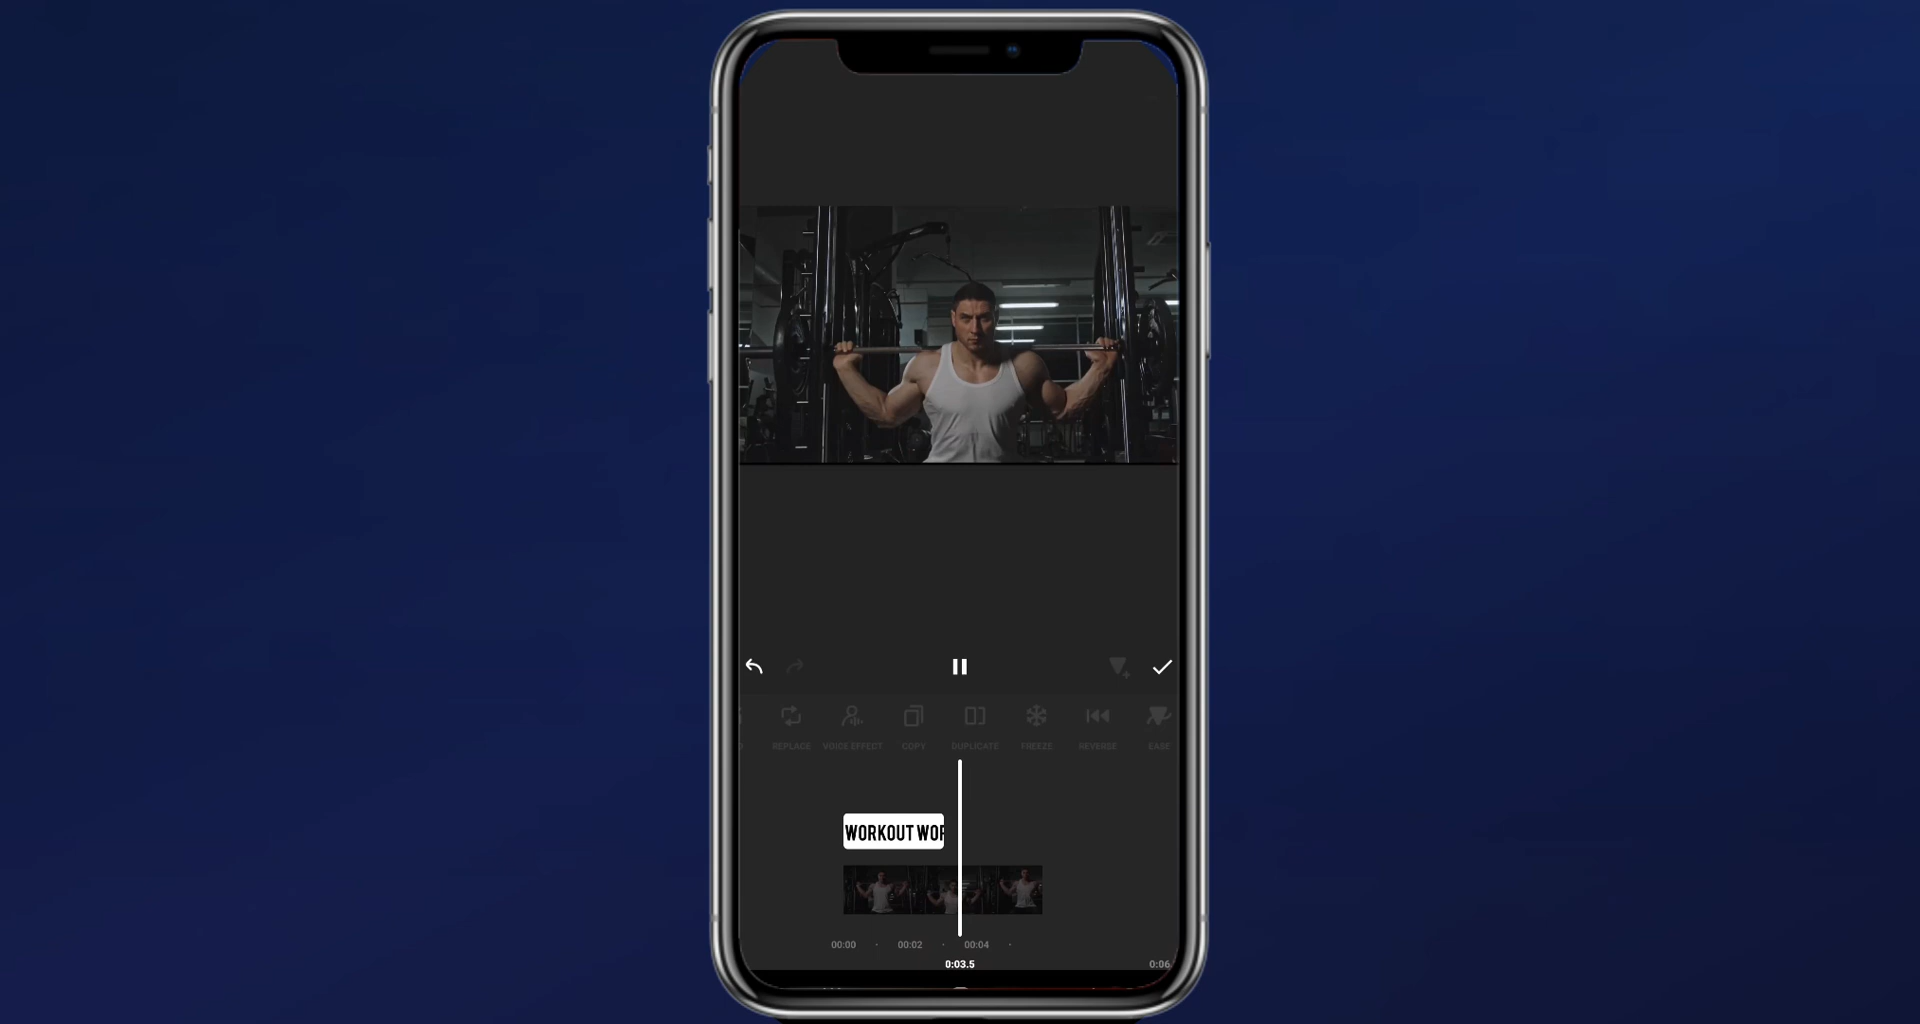 REPLACE VOICE EFFECT COPY DUPLICATE FREEZE REVERSE EASE
WORKOUT WOR
00:00 00:02 00:04
0:03.5 0:06